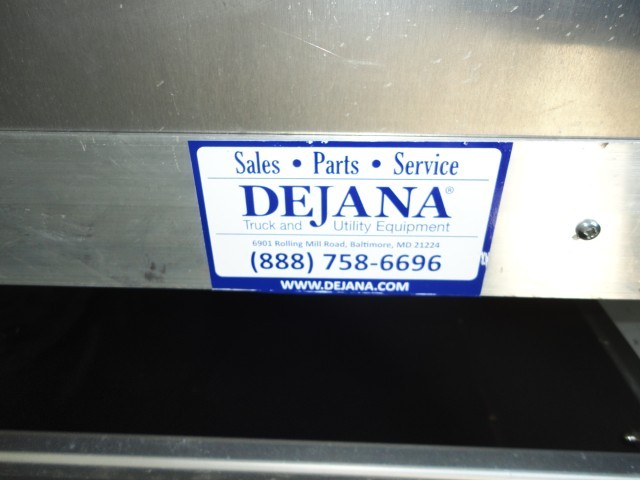 Sales • Parts • Service
DEJANA®
Truck and Utility Equipment
6901 Rolling Mill Road, Baltimore, MD 21224
(888) 758-6696
WWW.DEJANA.COM